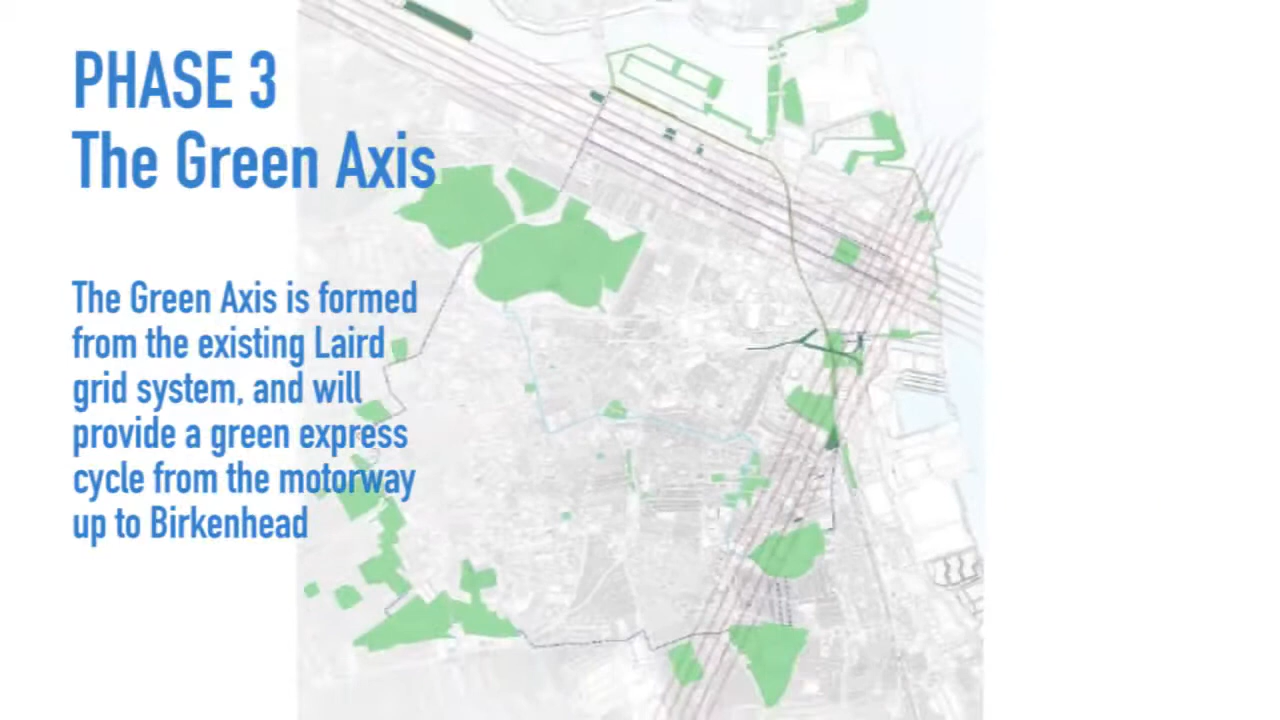 PHASE 3
The Green Axis
The Green Axis is formed
from the existing Laird
grid system, and will
provide a green express
cycle from the motorway
up to Birkenhead